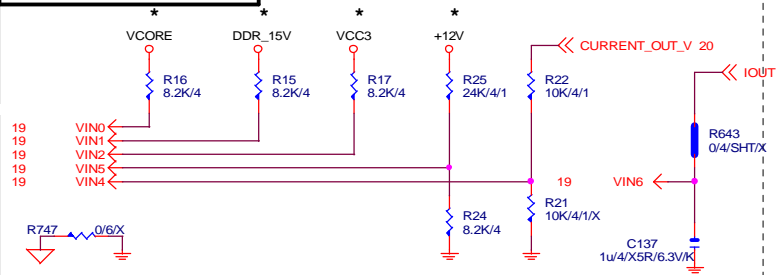 * * * *
VCORE DDR_15V VCC3 +12V
CURRENT_OUT_V 20
IOUT
R16
8.2K/4
R15
8.2K/4
R17
8.2K/4
R25
24K/4/1
R22
10K/4/1
R643
0/4/SHT/X
19 VIN0
19 VIN1
19 VIN2
19 VIN5
19 VIN4
19 VIN6
R747 0/6/X
R24
8.2K/4
R21
10K/4/1/X
C137
1u/4/X5R/6.3V/K